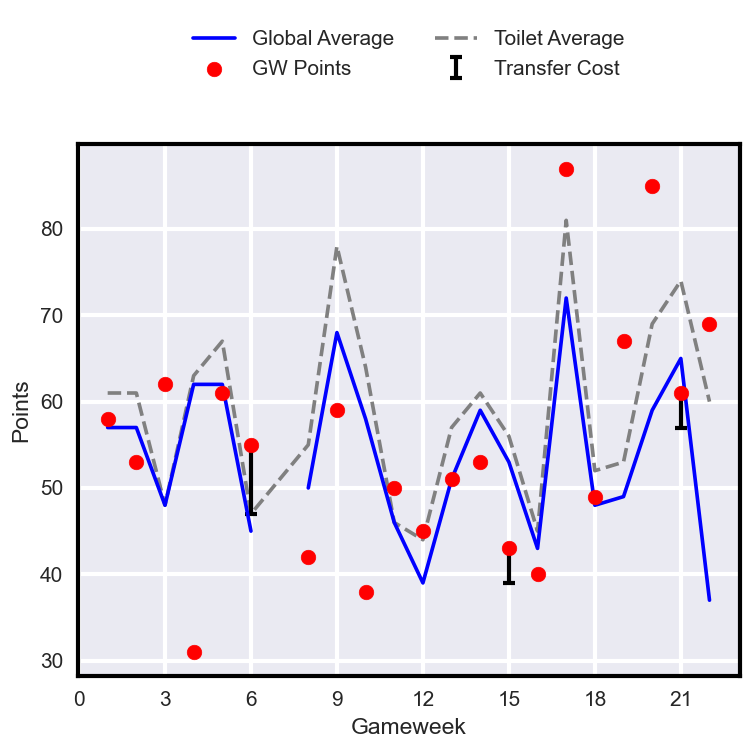 Global Average
Toilet Average
GW Points
Transfer Cost
80
70
60
50
40
30
Points
0 3 6 9 12 15 18 21
Gameweek